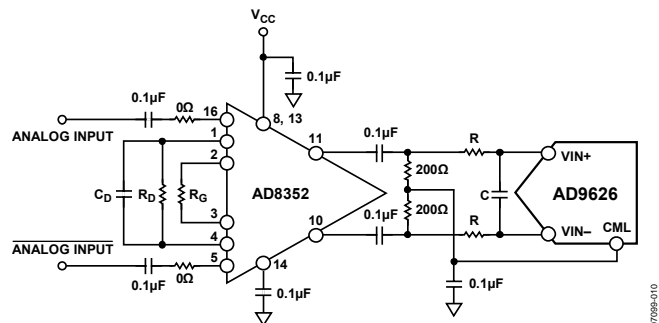 VCC
0.1µF
0.1µF 0Ω 16
8, 13
ANALOG INPUT
1
11
0.1µF
R
VIN+
2
200Ω
CD RD RG
AD8352
C
AD9626
3
200Ω
0.1µF
R
VIN–
CML
4
10
ANALOG INPUT
5
14
0.1µF 0Ω
0.1µF
0.1µF
07099-010